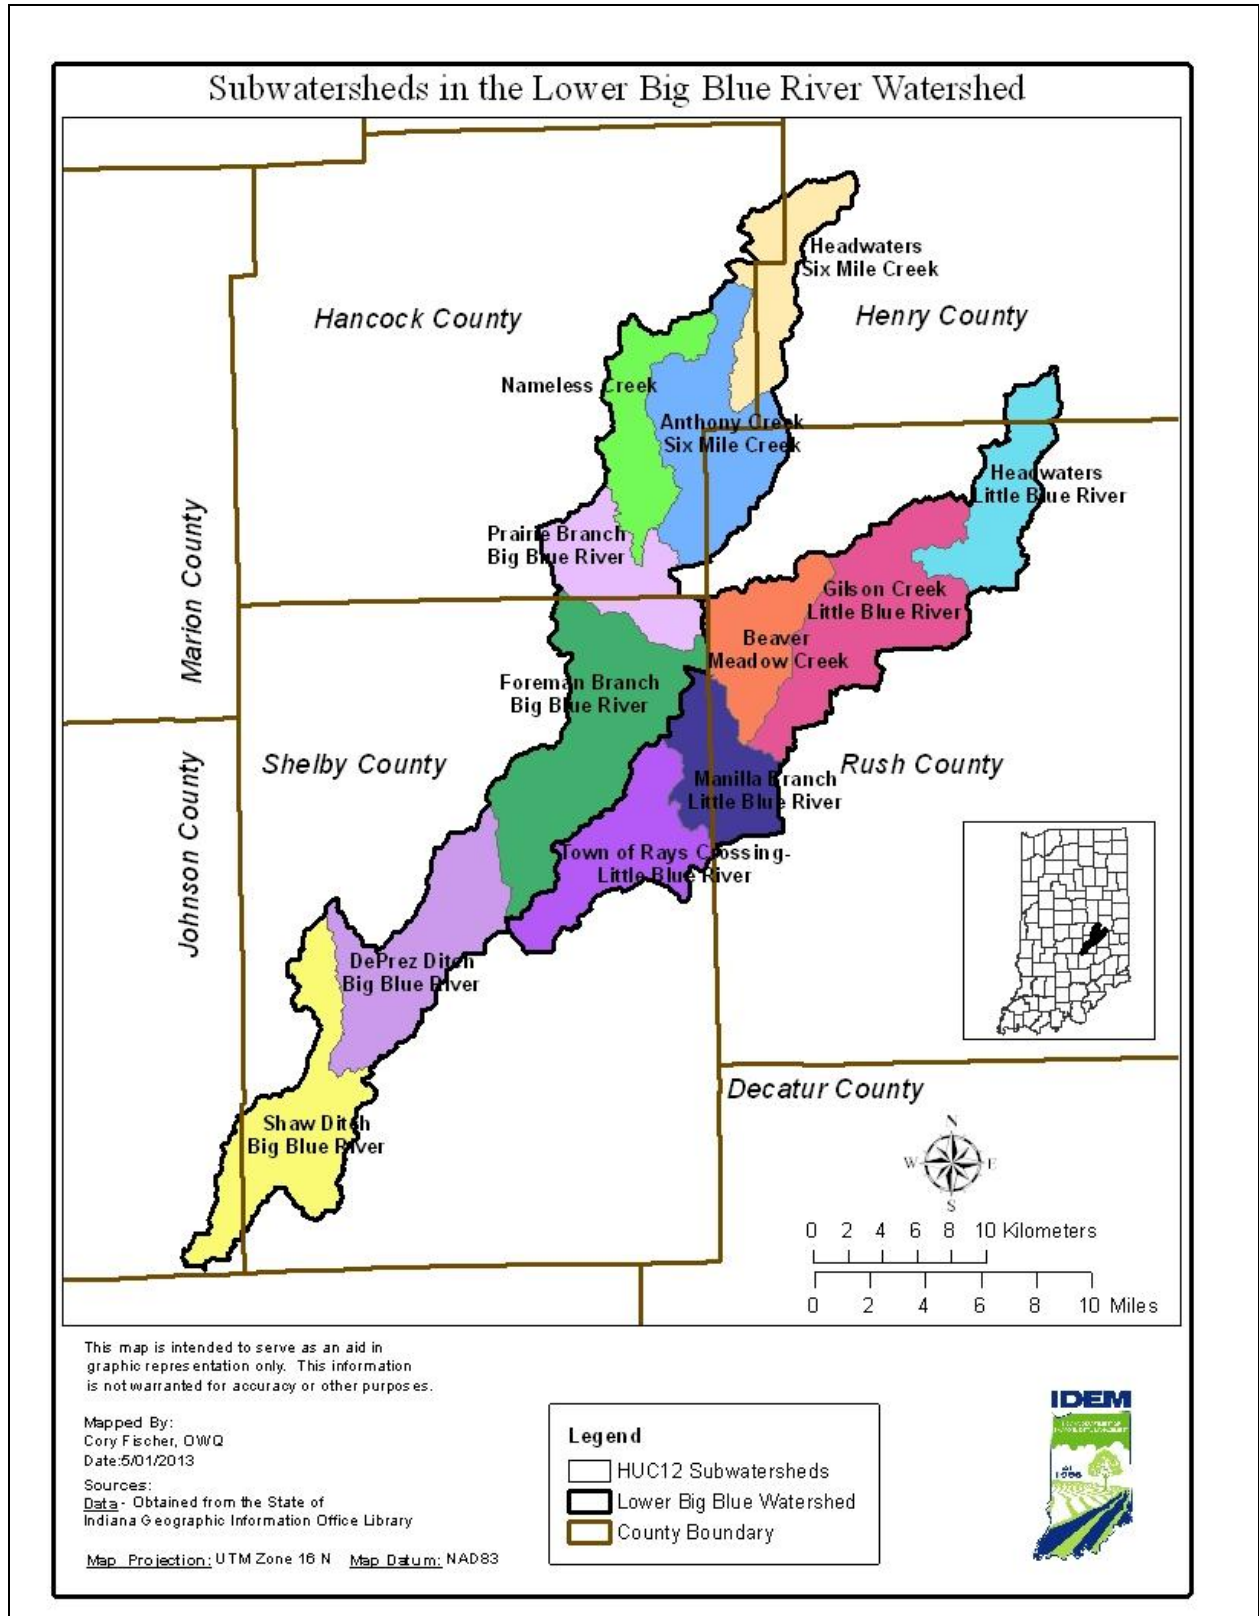 Subwatersheds in the Lower Big Blue River Watershed
Headwaters
Six Mile Creek
Hancock County
Henry County
Nameless Creek
Anthony Creek
Six Mile Creek
Headwaters
Little Blue River
Marion County
Prairie Branch
Big Blue River
Gilson Creek
Little Blue River
Beaver
Meadow Creek
Foreman Branch
Big Blue River
Shelby County
Rush County
Manilla Branch
Little Blue River
Johnson County
Town of Rays Crossing-
Little Blue River
DePrez Ditch
Big Blue River
Decatur County
Shaw Ditch
Big Blue River
N
W E
S
0 2 4 6 8 10 Kilometers
0 2 4 6 8 10 Miles
This map is intended to serve as an aid in
graphic representation only. This information
is not warranted for accuracy or other purposes.
Mapped By:
Cory Fischer, OWQ
Date:5/01/2013
Sources:
Data - Obtained from the State of
Indiana Geographic Information Office Library
Map Projection: UTM Zone 16 N Map Datum: NAD83
Legend
HUC12 Subwatersheds
Lower Big Blue Watershed
County Boundary
IDEM